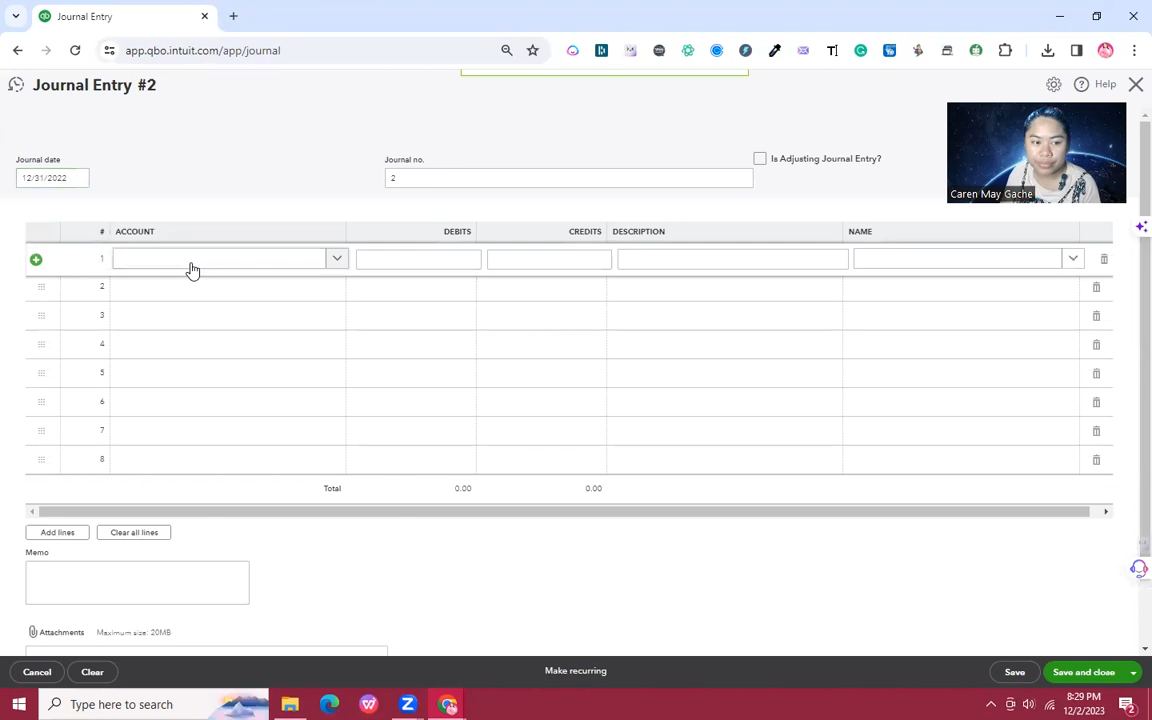 Journal Entry
app.qbo.intuit.com/app/journal
Journal Entry #2
Help
Journal date
12/31/2022
Journal no.
2
Is Adjusting Journal Entry?
Caren May Gache
# ACCOUNT DEBITS CREDITS DESCRIPTION NAME
1
2
3
4
5
6
7
8
Total 0.00 0.00
Add lines Clear all lines
Memo
Attachments Maximum size: 20MB
Cancel Clear Make recurring Save Save and close
Type here to search
8:29 PM
12/2/2023
2